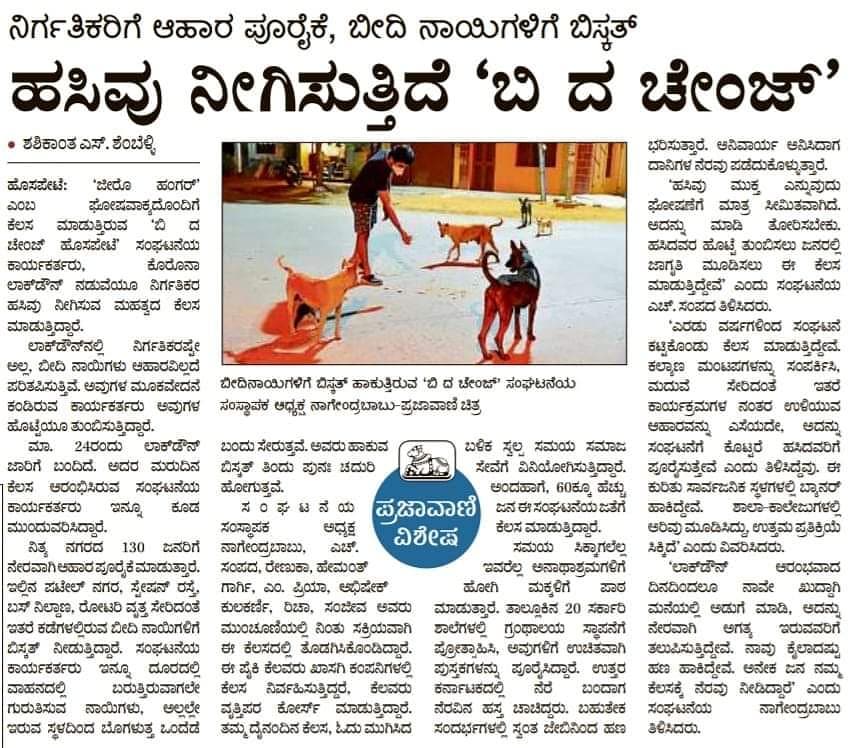 ನಿರ್ಗತಿಕರಿಗೆ ಆಹಾರ ಪೂರೈಕೆ, ಬೀದಿ ನಾಯಿಗಳಿಗೆ ಬಿಸ್ಕತ್
ಹಸಿವು ನೀಗಿಸುತ್ತಿದೆ ‘ಬಿ ದ ಚೇಂಜ್’
● ಶಶಿಕಾಂತ ಎಸ್. ಶೆಂಬೆಳ್ಳಿ
ಹೊಸಪೇಟೆ: ‘ಜೀರೊ ಹಂಗರ್’
ಎಂಬ ಘೋಷವಾಕ್ಯದೊಂದಿಗೆ
ಕೆಲಸ ಮಾಡುತ್ತಿರುವ ‘ಬಿ ದ
ಚೇಂಜ್ ಹೊಸಪೇಟೆ’ ಸಂಘಟನೆಯ
ಕಾರ್ಯಕರ್ತರು, ಕೊರೊನಾ
ಲಾಕ್‌ಡೌನ್ ನಡುವೆಯೂ ನಿರ್ಗತಿಕರ
ಹಸಿವು ನೀಗಿಸುವ ಮಹತ್ವದ ಕೆಲಸ
ಮಾಡುತ್ತಿದ್ದಾರೆ.
ಲಾಕ್‌ಡೌನ್‌ನಲ್ಲಿ ನಿರ್ಗತಿಕರಷ್ಟೇ
ಅಲ್ಲ, ಬೀದಿ ನಾಯಿಗಳು ಆಹಾರವಿಲ್ಲದೆ
ಪರಿತಪಿಸುತ್ತಿವೆ. ಅವುಗಳ ಮೂಕವೇದನೆ
ಕಂಡಿರುವ ಕಾರ್ಯಕರ್ತರು ಅವುಗಳ
ಹೊಟ್ಟೆಯೂ ತುಂಬಿಸುತ್ತಿದ್ದಾರೆ.
ಮಾ. 24ರಂದು ಲಾಕ್‌ಡೌನ್
ಜಾರಿಗೆ ಬಂದಿದೆ. ಅದರ ಮರುದಿನ
ಕೆಲಸ ಆರಂಭಿಸಿರುವ ಸಂಘಟನೆಯ
ಕಾರ್ಯಕರ್ತರು ಇನ್ನೂ ಕೂಡ
ಮುಂದುವರಿಸಿದ್ದಾರೆ.
ನಿತ್ಯ ನಗರದ 130 ಜನರಿಗೆ
ನೇರವಾಗಿ ಆಹಾರ ಪೂರೈಕೆ ಮಾಡುತ್ತಾರೆ.
ಇಲ್ಲಿನ ಪಟೇಲ್ ನಗರ, ಸ್ಟೇಷನ್ ರಸ್ತೆ,
ಬಸ್ ನಿಲ್ದಾಣ, ರೋಟರಿ ವೃತ್ತ ಸೇರಿದಂತೆ
ಇತರೆ ಕಡೆಗಳಲ್ಲಿರುವ ಬೀದಿ ನಾಯಿಗಳಿಗೆ
ಬಿಸ್ಕತ್ ನೀಡುತ್ತಿದ್ದಾರೆ. ಸಂಘಟನೆಯ
ಕಾರ್ಯಕರ್ತರು ಇನ್ನೂ ದೂರದಲ್ಲಿ
ವಾಹನದಲ್ಲಿ ಬರುತ್ತಿರುವಾಗಲೇ
ಗುರುತಿಸುವ ನಾಯಿಗಳು, ಅಲ್ಲಲ್ಲೇ
ಇರುವ ಸ್ಥಳದಿಂದ ಬೊಗಳುತ್ತ ಒಂದೆಡೆ
ಬೀದಿನಾಯಿಗಳಿಗೆ ಬಿಸ್ಕತ್ ಹಾಕುತ್ತಿರುವ ‘ಬಿ ದ ಚೇಂಜ್’ ಸಂಘಟನೆಯ
ಸಂಸ್ಥಾಪಕ ಅಧ್ಯಕ್ಷ ನಾಗೇಂದ್ರಬಾಬು–ಪ್ರಜಾವಾಣಿ ಚಿತ್ರ
ಬಂದು ಸೇರುತ್ತವೆ. ಅವರು ಹಾಕುವ
ಬಿಸ್ಕತ್ ತಿಂದು ಪುನಃ ಚದುರಿ
ಹೋಗುತ್ತವೆ.
ಸಂಘಟನೆಯ
ಸಂಸ್ಥಾಪಕ ಅಧ್ಯಕ್ಷ
ನಾಗೇಂದ್ರಬಾಬು, ಎಚ್.
ಸಂಪದ, ರೇಣುಕಾ, ಹೇಮಂತ್
ಗಾರ್ಗಿ, ಎಂ. ಪ್ರಿಯಾ, ಅಭಿಷೇಕ್
ಕುಲಕರ್ಣಿ, ರಿಚಾ, ಸಂಜೀವ ಅವರು
ಮುಂಚೂಣಿಯಲ್ಲಿ ನಿಂತು ಸಕ್ರಿಯವಾಗಿ
ಈ ಕೆಲಸದಲ್ಲಿ ತೊಡಗಿಸಿಕೊಂಡಿದ್ದಾರೆ.
ಈ ಪೈಕಿ ಕೆಲವರು ಖಾಸಗಿ ಕಂಪನಿಗಳಲ್ಲಿ
ಕೆಲಸ ನಿರ್ವಹಿಸುತ್ತಿದ್ದರೆ, ಕೆಲವರು
ವೃತ್ತಿಪರ ಕೋರ್ಸ್ ಮಾಡುತ್ತಿದ್ದಾರೆ.
ತಮ್ಮ ದೈನಂದಿನ ಕೆಲಸ, ಓದು ಮುಗಿಸಿದ
ಪ್ರಜಾವಾಣಿ
ವಿಶೇಷ
ಬಳಿಕ ಸ್ವಲ್ಪ ಸಮಯ ಸಮಾಜ
ಸೇವೆಗೆ ವಿನಿಯೋಗಿಸುತ್ತಿದ್ದಾರೆ.
ಅಂದಹಾಗೆ, 60ಕ್ಕೂ ಹೆಚ್ಚು
ಜನ ಈ ಸಂಘಟನೆಯ ಜತೆಗೆ
ಕೆಲಸ ಮಾಡುತ್ತಿದ್ದಾರೆ.
ಸಮಯ ಸಿಕ್ಕಾಗಲೆಲ್ಲ
ಇವರೆಲ್ಲ ಅನಾಥಾಶ್ರಮಗಳಿಗೆ
ಹೋಗಿ ಮಕ್ಕಳಿಗೆ ಪಾಠ
ಮಾಡುತ್ತಾರೆ. ತಾಲ್ಲೂಕಿನ 20 ಸರ್ಕಾರಿ
ಶಾಲೆಗಳಲ್ಲಿ ಗ್ರಂಥಾಲಯ ಸ್ಥಾಪನೆಗೆ
ಪ್ರೋತ್ಸಾಹಿಸಿ, ಅವುಗಳಿಗೆ ಉಚಿತವಾಗಿ
ಪುಸ್ತಕಗಳನ್ನು ಪೂರೈಸಿದ್ದಾರೆ. ಉತ್ತರ
ಕರ್ನಾಟಕದಲ್ಲಿ ನೆರೆ ಬಂದಾಗ
ನೆರವಿನ ಹಸ್ತ ಚಾಚಿದ್ದರು. ಬಹುತೇಕ
ಸಂದರ್ಭಗಳಲ್ಲಿ ಸ್ವಂತ ಜೇಬಿನಿಂದ ಹಣ
ಭರಿಸುತ್ತಾರೆ. ಅನಿವಾರ್ಯ ಅನಿಸಿದಾಗ
ದಾನಿಗಳ ನೆರವು ಪಡೆದುಕೊಳ್ಳುತ್ತಾರೆ.
‘ಹಸಿವು ಮುಕ್ತ ಎನ್ನುವುದು
ಘೋಷಣೆಗೆ ಮಾತ್ರ ಸೀಮಿತವಾಗಿದೆ.
ಅದನ್ನು ಮಾಡಿ ತೋರಿಸಬೇಕು.
ಹಸಿದವರ ಹೊಟ್ಟೆ ತುಂಬಿಸಲು ಜನರಲ್ಲಿ
ಜಾಗೃತಿ ಮೂಡಿಸಲು ಈ ಕೆಲಸ
ಮಾಡುತ್ತಿದ್ದೇವೆ’ ಎಂದು ಸಂಘಟನೆಯ
ಎಚ್. ಸಂಪದ ತಿಳಿಸಿದರು.
‘ಎರಡು ವರ್ಷಗಳಿಂದ ಸಂಘಟನೆ
ಕಟ್ಟಿಕೊಂಡು ಕೆಲಸ ಮಾಡುತ್ತಿದ್ದೇವೆ.
ಕಲ್ಯಾಣ ಮಂಟಪಗಳನ್ನು ಸಂಪರ್ಕಿಸಿ,
ಮದುವೆ ಸೇರಿದಂತೆ ಇತರೆ
ಕಾರ್ಯಕ್ರಮಗಳ ನಂತರ ಉಳಿಯುವ
ಆಹಾರವನ್ನು ಎಸೆಯದೇ, ಅದನ್ನು
ಸಂಘಟನೆಗೆ ಕೊಟ್ಟರೆ ಹಸಿದವರಿಗೆ
ಪೂರೈಸುತ್ತೇವೆ ಎಂದು ತಿಳಿಸಿದ್ದೆವು. ಈ
ಕುರಿತು ಸಾರ್ವಜನಿಕ ಸ್ಥಳಗಳಲ್ಲಿ ಬ್ಯಾನರ್
ಹಾಕಿದ್ದೇವೆ. ಶಾಲಾ–ಕಾಲೇಜುಗಳಲ್ಲಿ
ಅರಿವು ಮೂಡಿಸಿದ್ದು, ಉತ್ತಮ ಪ್ರತಿಕ್ರಿಯೆ
ಸಿಕ್ಕಿದೆ’ ಎಂದು ವಿವರಿಸಿದರು.
‘ಲಾಕ್‌ಡೌನ್ ಆರಂಭವಾದ
ದಿನದಿಂದಲೂ ನಾವೇ ಖುದ್ದಾಗಿ
ಮನೆಯಲ್ಲಿ ಅಡುಗೆ ಮಾಡಿ, ಅದನ್ನು
ನೇರವಾಗಿ ಅಗತ್ಯ ಇರುವವರಿಗೆ
ತಲುಪಿಸುತ್ತಿದ್ದೇವೆ. ನಾವು ಕೈಲಾದಷ್ಟು
ಹಣ ಹಾಕಿದ್ದೇವೆ. ಅನೇಕ ಜನ ನಮ್ಮ
ಕೆಲಸಕ್ಕೆ ನೆರವು ನೀಡಿದ್ದಾರೆ’ ಎಂದು
ಸಂಘಟನೆಯ ನಾಗೇಂದ್ರಬಾಬು
ತಿಳಿಸಿದರು.